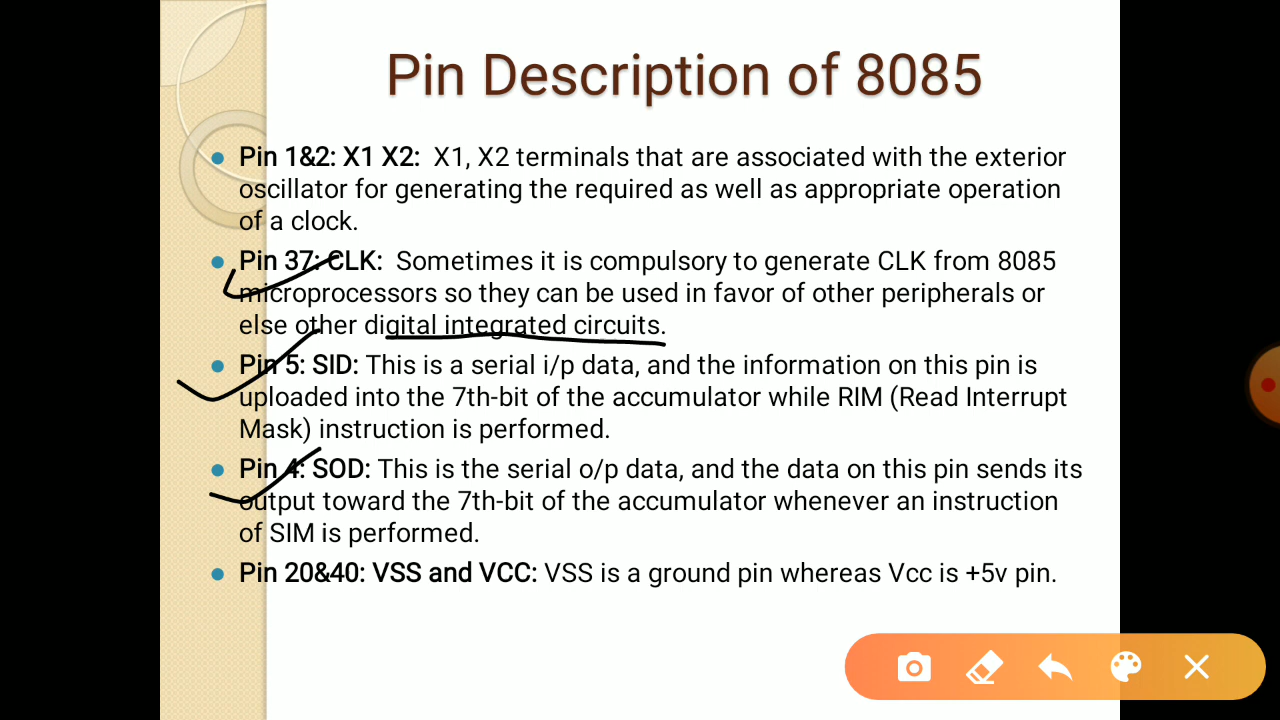 Pin Description of 8085
Pin 1&2: X1 X2: X1, X2 terminals that are associated with the exterior
oscillator for generating the required as well as appropriate operation
of a clock.
Pin 37: CLK: Sometimes it is compulsory to generate CLK from 8085
microprocessors so they can be used in favor of other peripherals or
else other digital integrated circuits.
Pin 5: SID: This is a serial i/p data, and the information on this pin is
uploaded into the 7th-bit of the accumulator while RIM (Read Interrupt
Mask) instruction is performed.
Pin 4: SOD: This is the serial o/p data, and the data on this pin sends its
output toward the 7th-bit of the accumulator whenever an instruction
of SIM is performed.
Pin 20&40: VSS and VCC: VSS is a ground pin whereas Vcc is +5v pin.